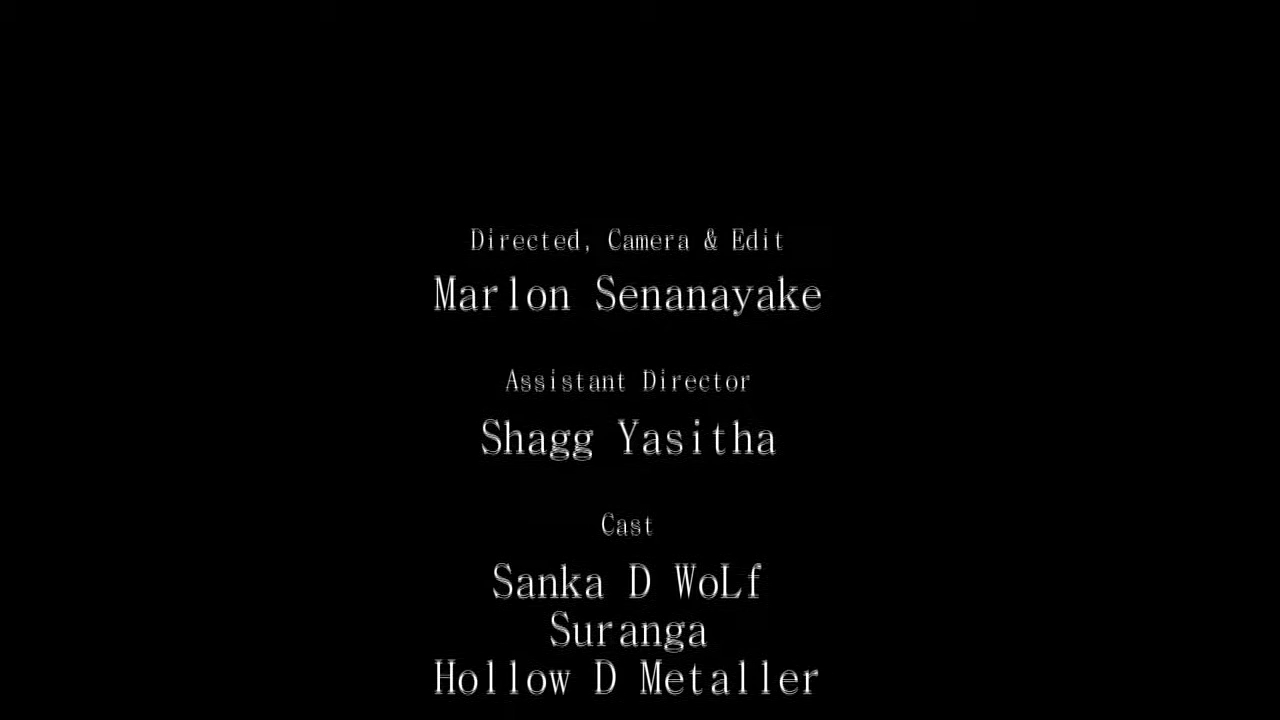 Directed, Camera & Edit
Marlon Senanayake
Assistant Director
Shagg Yasitha
Cast
Sanka D WoLf
Suranga
Hollow D Metaller